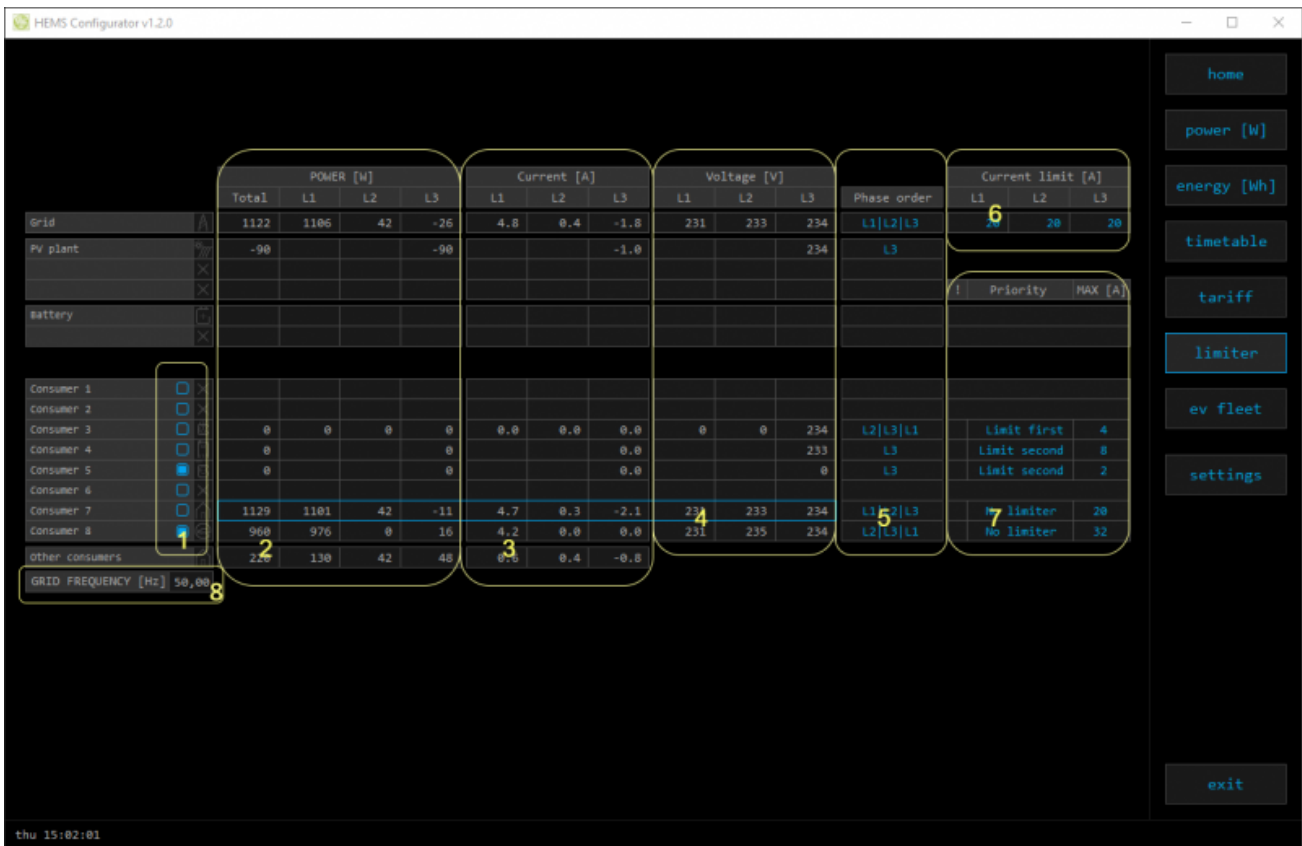 HEMS Configurator v1.2.0
home
power [W]
energy [Wh]
timetable
tariff
limiter
ev fleet
settings
exit
POWER [W] Current [A] Voltage [V] Current limit [A]
Total L1 L2 L3 L1 L2 L3 L1 L2 L3 Phase order L1 L2 L3
Grid 1122 1106 42 -26 4.8 0.4 -1.8 231 233 234 L1|L2|L3 20 20 20
6
PV plant -90 -90 -1.0 234 L3
! Priority MAX [A]
Battery
Consumer 1
Consumer 2
Consumer 3 0 0 0 0 0.0 0.0 0.0 0 0 234 L2|L3|L1 Limit first 4
Consumer 4 0 0 0.0 233 L3 Limit second 8
Consumer 5 0 0 0.0 0 L3 Limit second 2
Consumer 6
Consumer 7 1129 1101 42 -11 4.7 0.3 -2.1 231 233 234 L1|L2|L3 No limiter 20
4 5 7
Consumer 8 960 976 0 16 4.2 0.0 0.0 231 235 234 L2|L3|L1 No limiter 32
1 2 3
Other consumers 130 42 48 0.4 -0.8
GRID FREQUENCY [Hz] 50,00
8
thu 15:02:01